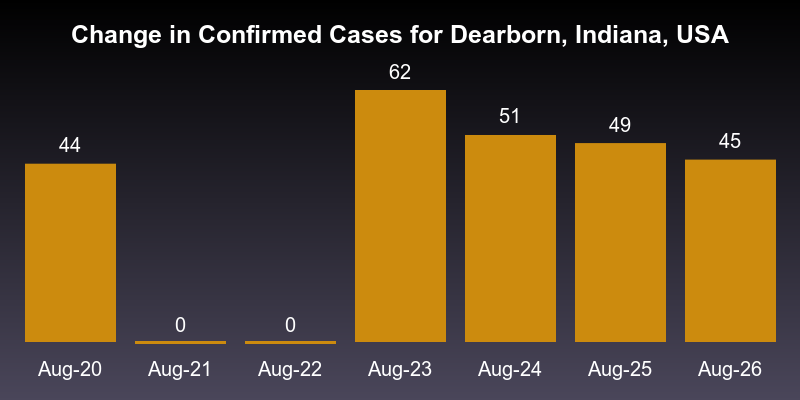 Change in Confirmed Cases for Dearborn, Indiana, USA
44
0
0
62
51
49
45
Aug-20
Aug-21
Aug-22
Aug-23
Aug-24
Aug-25
Aug-26